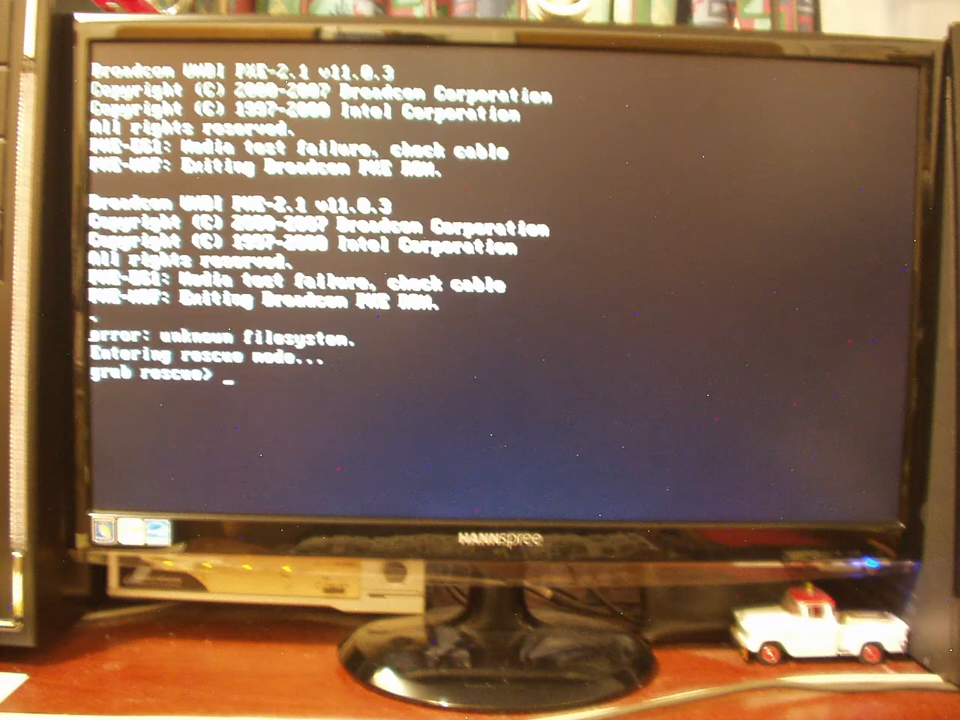 Broadcom UNDI PXE-2.1 v11.0.3
Copyright (C) 2000-2007 Broadcom Corporation
Copyright (C) 1997-2000 Intel Corporation
All rights reserved.
PXE-E61: Media test failure, check cable
PXE-M0F: Exiting Broadcom PXE ROM.
Broadcom UNDI PXE-2.1 v11.0.3
Copyright (C) 2000-2007 Broadcom Corporation
Copyright (C) 1997-2000 Intel Corporation
All rights reserved.
PXE-E61: Media test failure, check cable
PXE-M0F: Exiting Broadcom PXE ROM.
.
error: unknown filesystem.
Entering rescue mode...
grub rescue> _
HANNspree